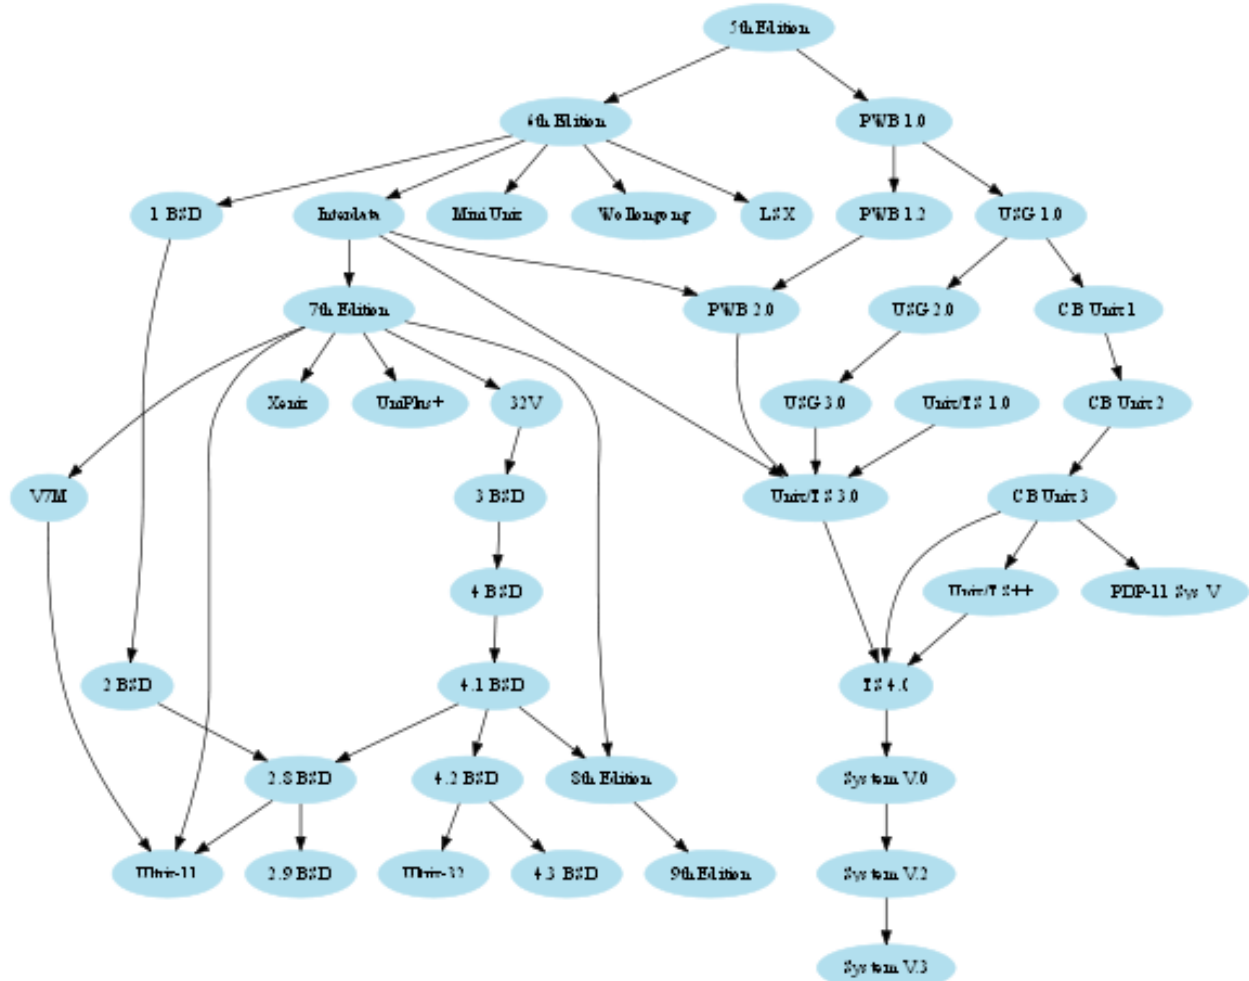 5th Edition
6th Edition
PWB 1.0
1 BSD
Interdata
Mini Unix
Wollongong
LSX
PWB 1.2
USG 1.0
7th Edition
PWB 2.0
USG 2.0
CB Unix 1
Xenix
UniPlus+
32V
USG 3.0
Unix/TS 1.0
CB Unix 2
V7M
3 BSD
Unix/TS 3.0
CB Unix 3
4 BSD
Unix/TS++
PDP-11 Sys V
2 BSD
4.1 BSD
TS 4.0
2.8 BSD
4.2 BSD
8th Edition
System V.0
Ultrix-11
2.9 BSD
Ultrix-32
4.3 BSD
9th Edition
System V.2
System V.3